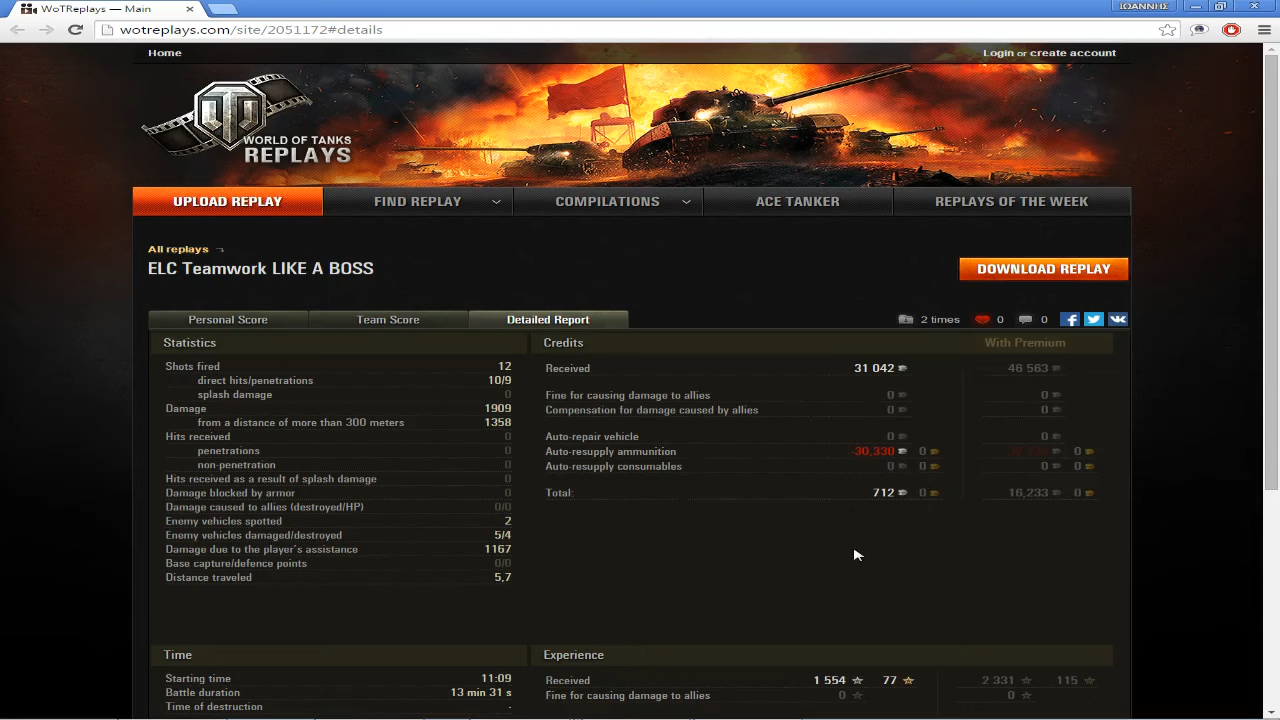 WoTReplays — Main
ΙΩΑΝΝΗΣ
wotreplays.com/site/2051172#details
Home
Login or create account
WORLD OF TANKS
REPLAYS
UPLOAD REPLAY
FIND REPLAY
COMPILATIONS
ACE TANKER
REPLAYS OF THE WEEK
All replays
ELC Teamwork LIKE A BOSS
DOWNLOAD REPLAY
Personal Score
Team Score
Detailed Report
2 times
0
0
Statistics
Shots fired 12
direct hits/penetrations 10/9
splash damage 0
Damage 1909
from a distance of more than 300 meters 1358
Hits received 0
penetrations 0
non-penetration 0
Hits received as a result of splash damage 0
Damage blocked by armor 0
Damage caused to allies (destroyed/HP) 0/0
Enemy vehicles spotted 2
Enemy vehicles damaged/destroyed 5/4
Damage due to the player's assistance 1167
Base capture/defence points 0/0
Distance traveled 5,7
Credits With Premium
Received 31 042 46 563
Fine for causing damage to allies 0 0
Compensation for damage caused by allies 0 0
Auto-repair vehicle 0 0
Auto-resupply ammunition -30,330 0 0
Auto-resupply consumables 0 0 0 0
Total: 712 0 16,233 0
Time
Starting time 11:09
Battle duration 13 min 31 s
Time of destruction -
Experience
Received 1 554 77 2 331 115
Fine for causing damage to allies 0 0